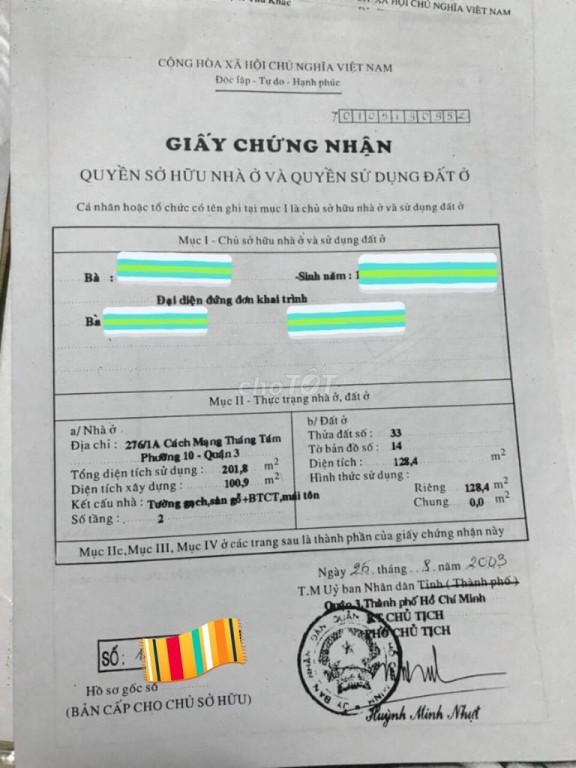 XÃ HỘI CHỦ NGHĨA VIỆT NAM
CỘNG HÒA XÃ HỘI CHỦ NGHĨA VIỆT NAM
Độc lập - Tự do - Hạnh phúc
GIẤY CHỨNG NHẬN
QUYỀN SỞ HỮU NHÀ Ở VÀ QUYỀN SỬ DỤNG ĐẤT Ở
Cá nhân hoặc tổ chức có tên ghi tại mục I là chủ sở hữu nhà ở và sử dụng đất ở
Mục I - Chủ sở hữu nhà ở và sử dụng đất ở
Bà : -Sinh năm : 1
Đại diện đứng đơn khai trình
Bà
choTỐT
Mục II - Thực trạng nhà ở, đất ở
a/ Nhà ở
Địa chỉ : 276/1A Cách Mạng Tháng Tám
Phường 10 - Quận 3
Tổng diện tích sử dụng : 201,8 m2
Diện tích xây dựng : 100,9 m2
Kết cấu nhà : Tường gạch,sàn gỗ+BTCT,mái tôn
Số tầng : 2
b/ Đất ở
Thửa đất số : 33
Tờ bản đồ số : 14
Diện tích : 128,4 m2
Hình thức sử dụng :
Riêng 128,4 m2
Chung 0,0 m2
Mục IIc,Mục III, Mục IV ở các trang sau là thành phần của giấy chứng nhận này
Ngày 26 tháng 8 năm 2003
T.M Uỷ ban Nhân dân Tỉnh ( Thành phố )
Quận 3 Thành phố Hồ Chí Minh
KT CHỦ TỊCH
PHÓ CHỦ TỊCH
SỐ:
Hồ sơ gốc số
(BẢN CẤP CHO CHỦ SỞ HỮU)
Huỳnh Minh Nhựt